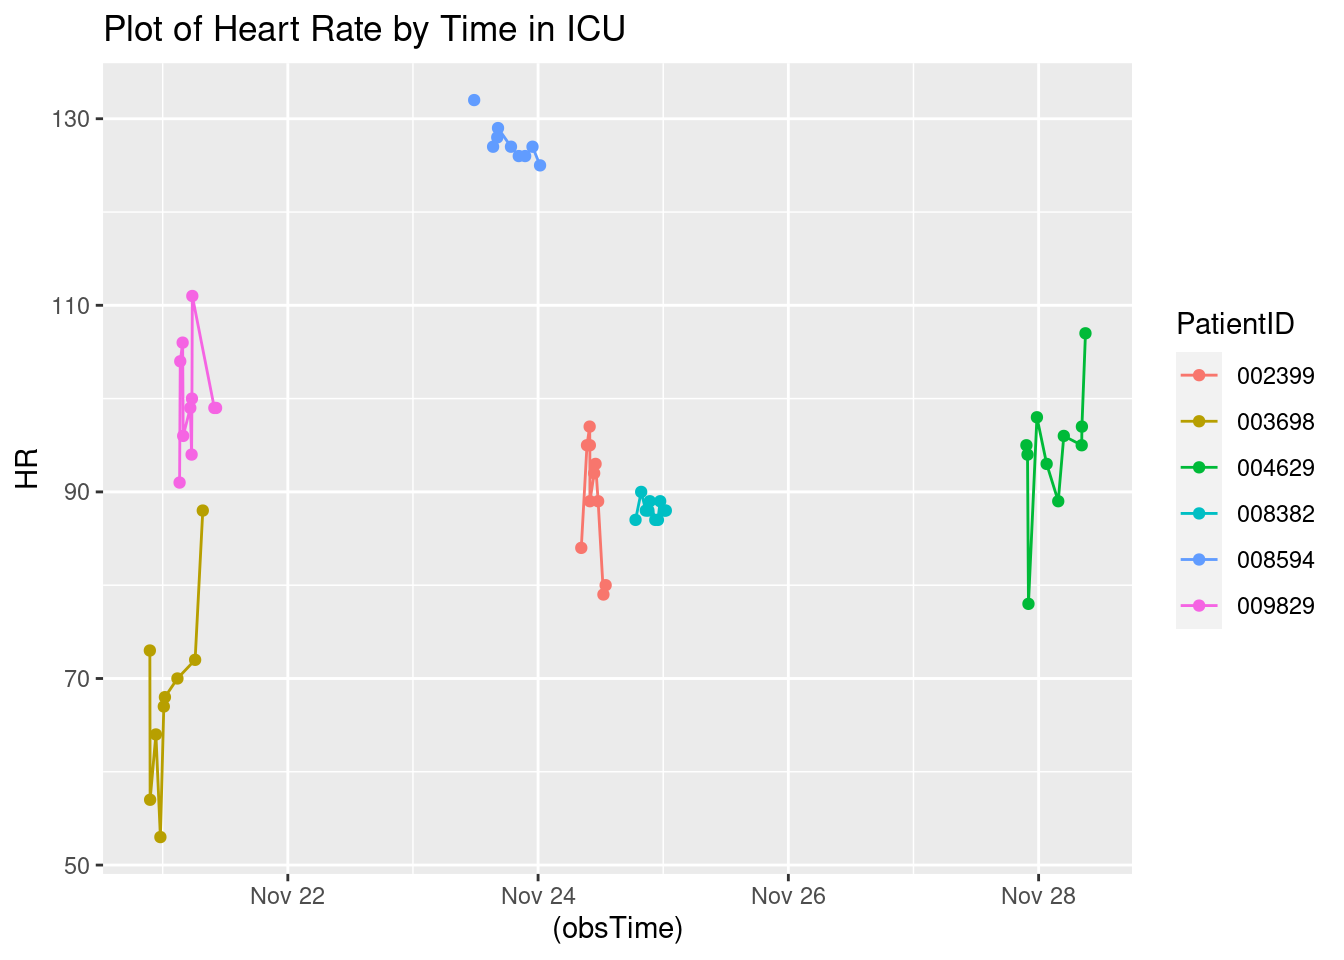 Plot of Heart Rate by Time in ICU
130
110
90
70
50
HR
Nov 22
Nov 24
Nov 26
Nov 28
(obsTime)
PatientID
002399
003698
004629
008382
008594
009829